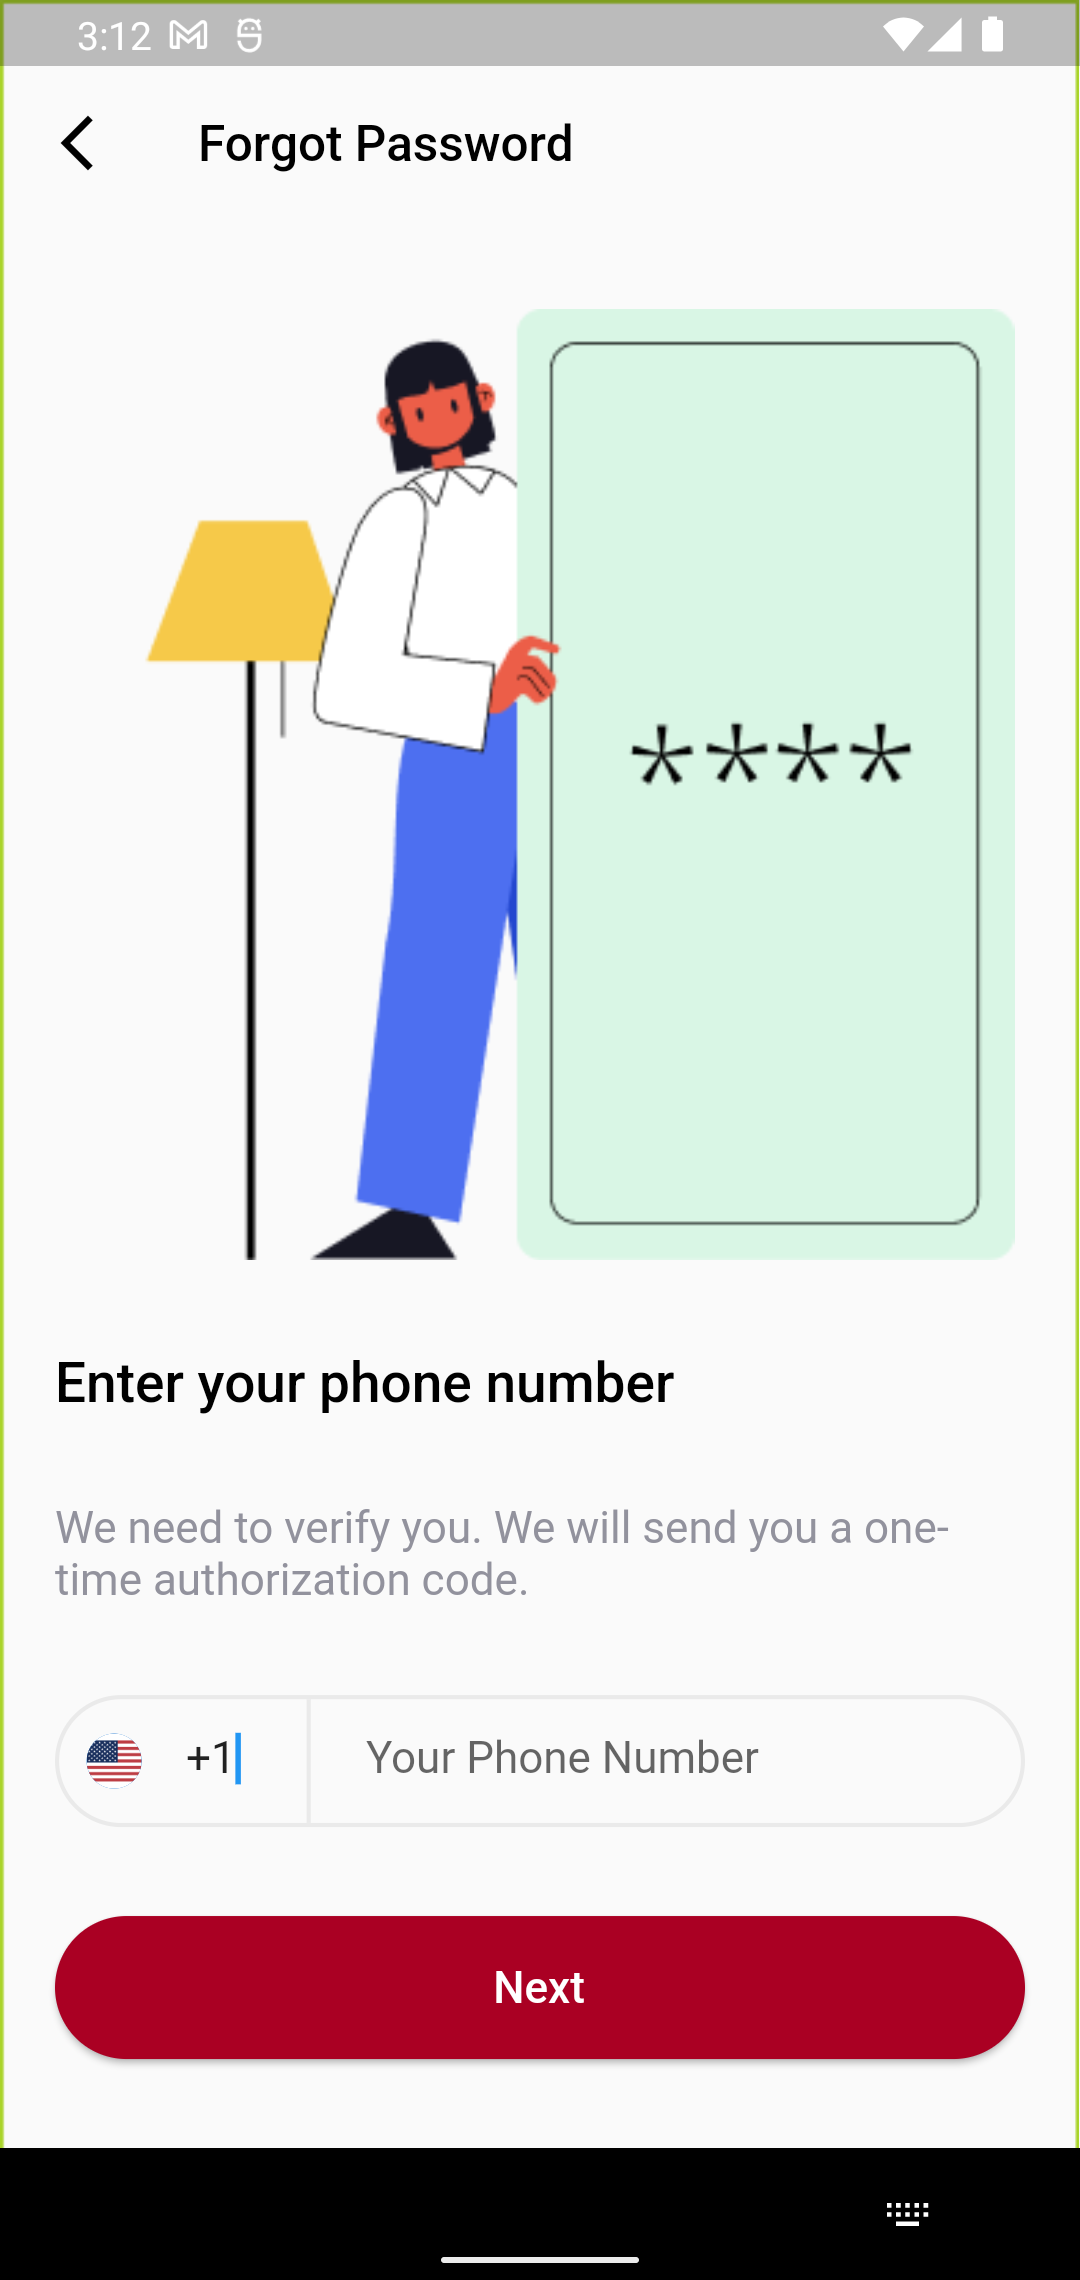 3:12
Forgot Password
****
Enter your phone number
We need to verify you. We will send you a one-
time authorization code.
+1
Your Phone Number
Next